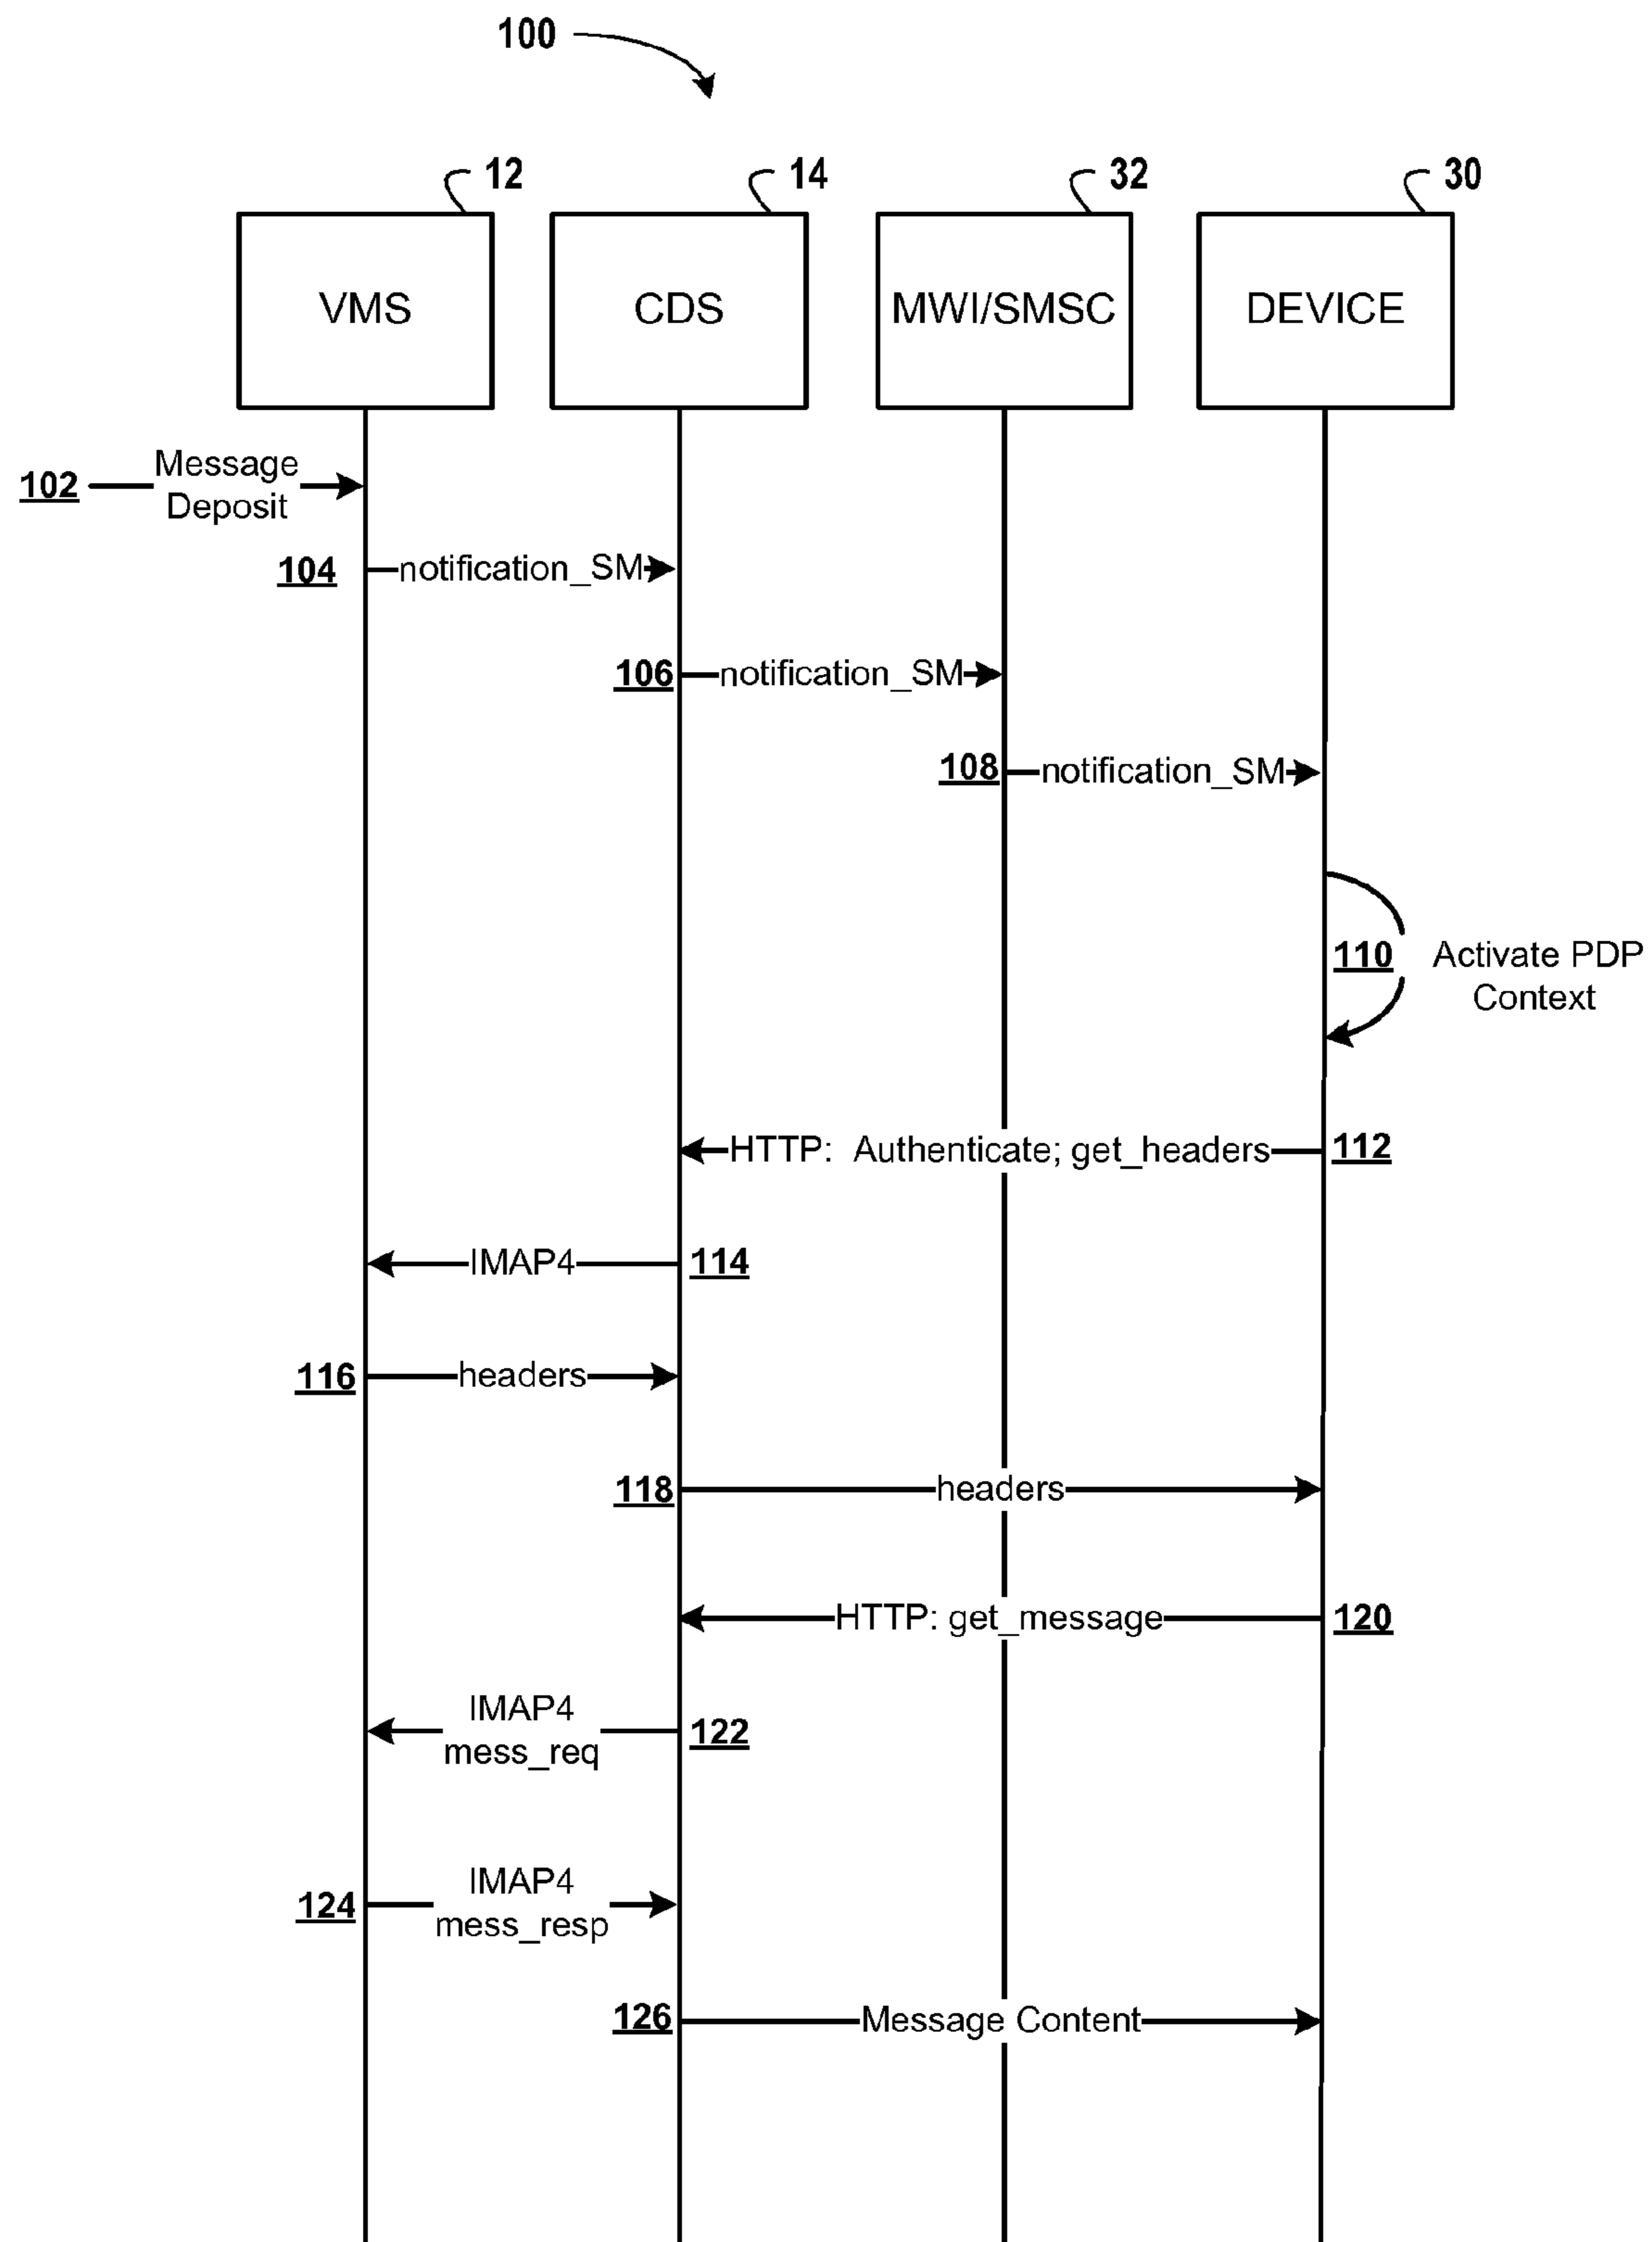 100
12
14
32
30
VMS
CDS
MWI/SMSC
DEVICE
102
Message
Deposit
104
notification_SM
106
notification_SM
108
notification_SM
110
Activate PDP
Context
HTTP: Authenticate; get_headers
112
IMAP4
114
116
headers
118
headers
HTTP: get_message
120
IMAP4
mess_req
122
124
IMAP4
mess_resp
126
Message Content